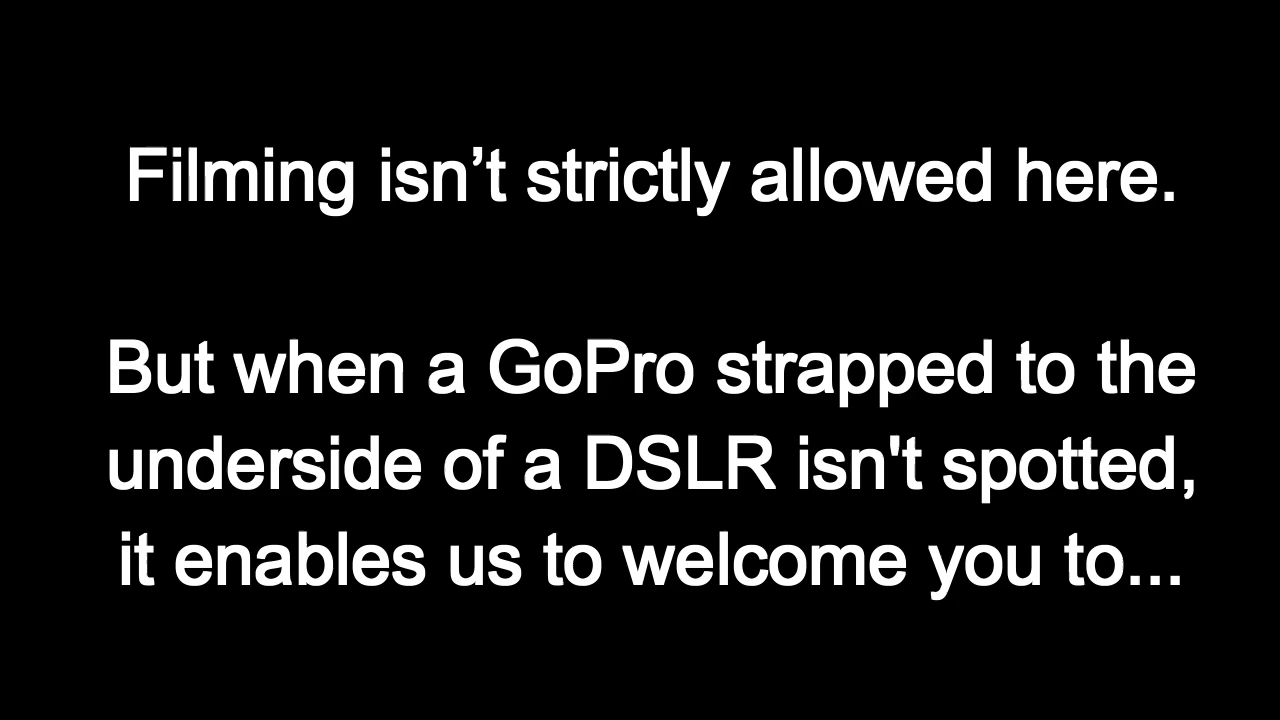 Filming isn’t strictly allowed here.
But when a GoPro strapped to the
underside of a DSLR isn't spotted,
it enables us to welcome you to...